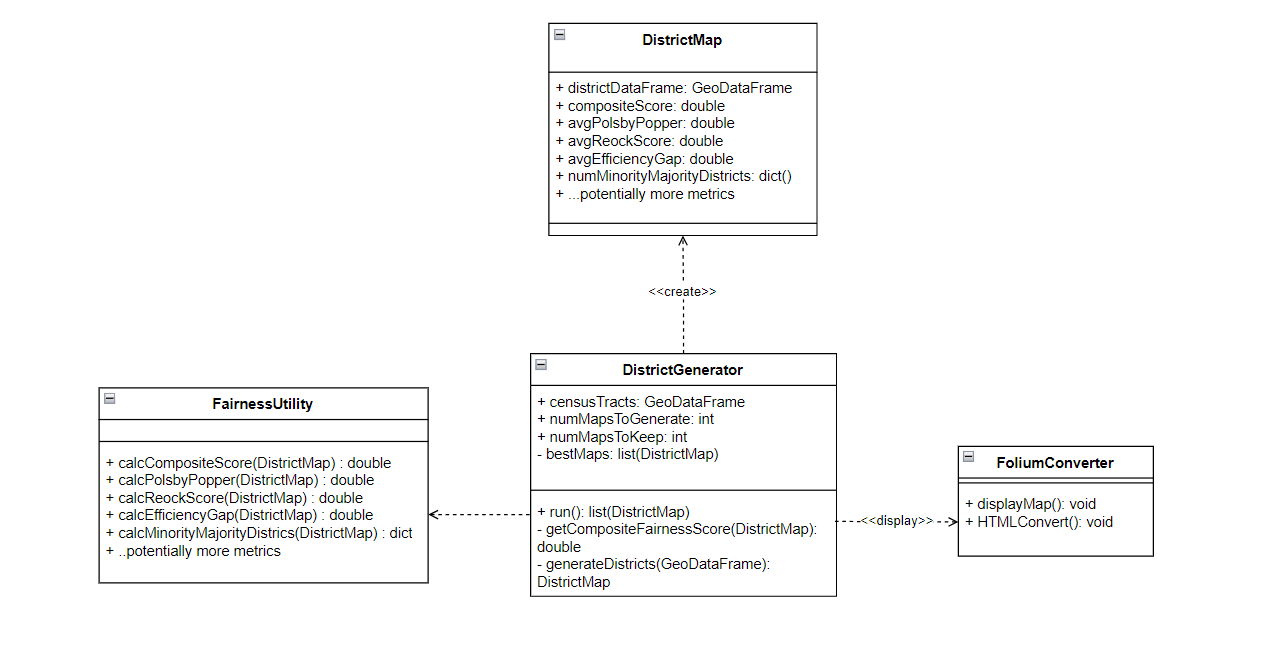 DistrictMap
+ districtDataFrame: GeoDataFrame
+ compositeScore: double
+ avgPolsbyPopper: double
+ avgReockScore: double
+ avgEfficiencyGap: double
+ numMinorityMajorityDistricts: dict()
+ ...potentially more metrics
<<create>>
DistrictGenerator
+ censusTracts: GeoDataFrame
+ numMapsToGenerate: int
+ numMapsToKeep: int
- bestMaps: list(DistrictMap)
+ run(): list(DistrictMap)
- getCompositeFairnessScore(DistrictMap):
double
- generateDistricts(GeoDataFrame):
DistrictMap
FairnessUtility
+ calcCompositeScore(DistrictMap) : double
+ calcPolsbyPopper(DistrictMap) : double
+ calcReockScore(DistrictMap) : double
+ calcEfficiencyGap(DistrictMap) : double
+ calcMinorityMajorityDistrics(DistrictMap) : dict
+ ..potentially more metrics
<<display>>
FoliumConverter
+ displayMap(): void
+ HTMLConvert(): void